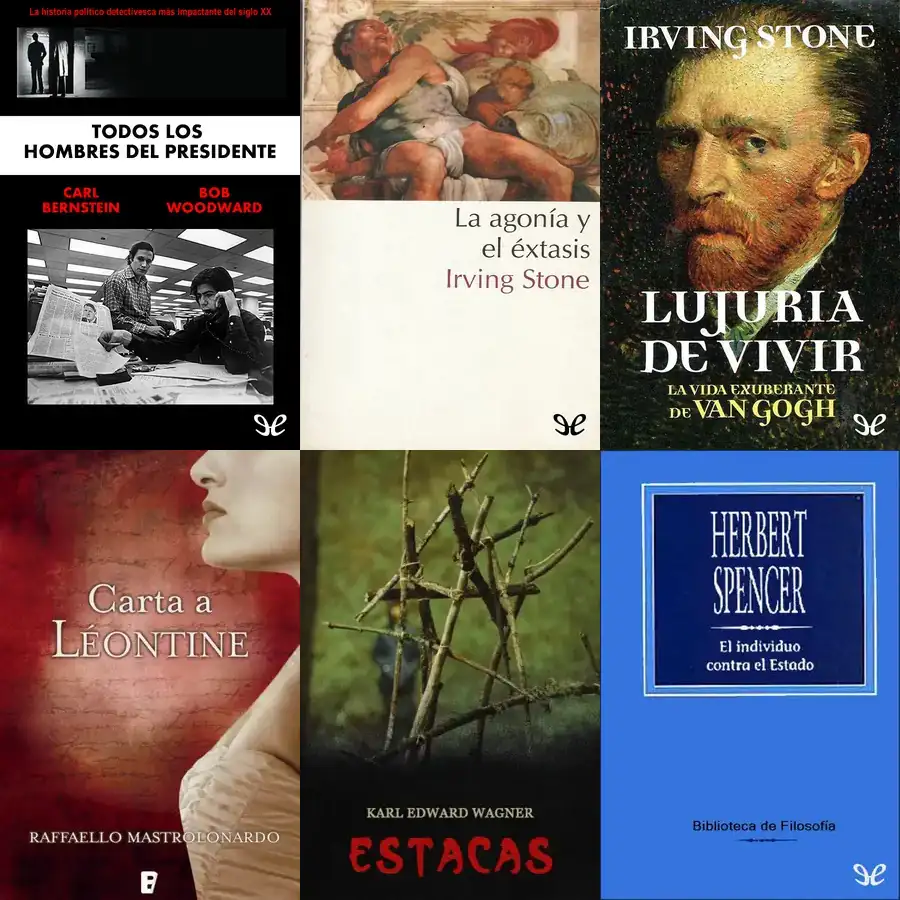 La historia político detectivesca más impactante del siglo XX
TODOS LOS
HOMBRES DEL PRESIDENTE
CARL
BERNSTEIN
BOB
WOODWARD
La agonía y
el éxtasis
Irving Stone
IRVING STONE
LUJURIA
DE VIVIR
LA VIDA EXUBERANTE
DE VAN GOGH
Carta a
LÉONTINE
RAFFAELLO MASTROLONARDO
KARL EDWARD WAGNER
ESTACAS
HERBERT
SPENCER
El individuo
contra el Estado
Biblioteca de Filosofía